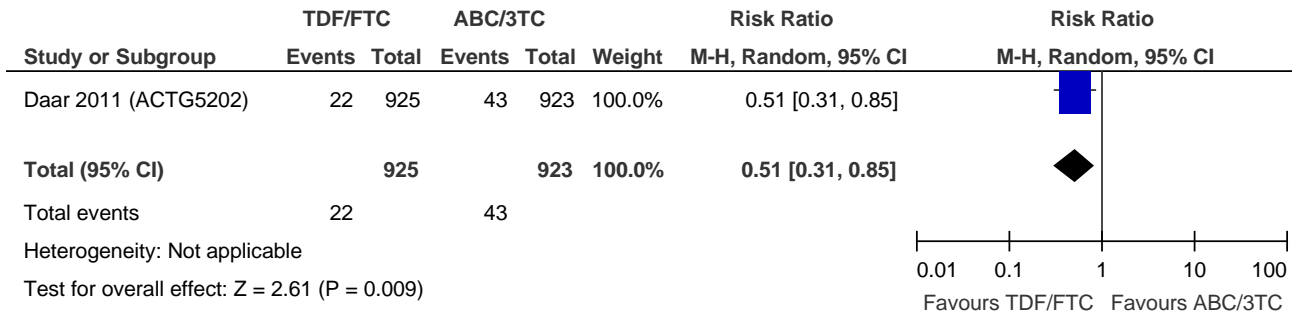 TDF/FTC ABC/3TC Risk Ratio Risk Ratio
Study or Subgroup Events Total Events Total Weight M-H, Random, 95% CI M-H, Random, 95% CI
Daar 2011 (ACTG5202) 22 925 43 923 100.0% 0.51 [0.31, 0.85]
Total (95% CI) 925 923 100.0% 0.51 [0.31, 0.85]
Total events 22 43
Heterogeneity: Not applicable
Test for overall effect: Z = 2.61 (P = 0.009)
0.01 0.1 1 10 100
Favours TDF/FTC Favours ABC/3TC